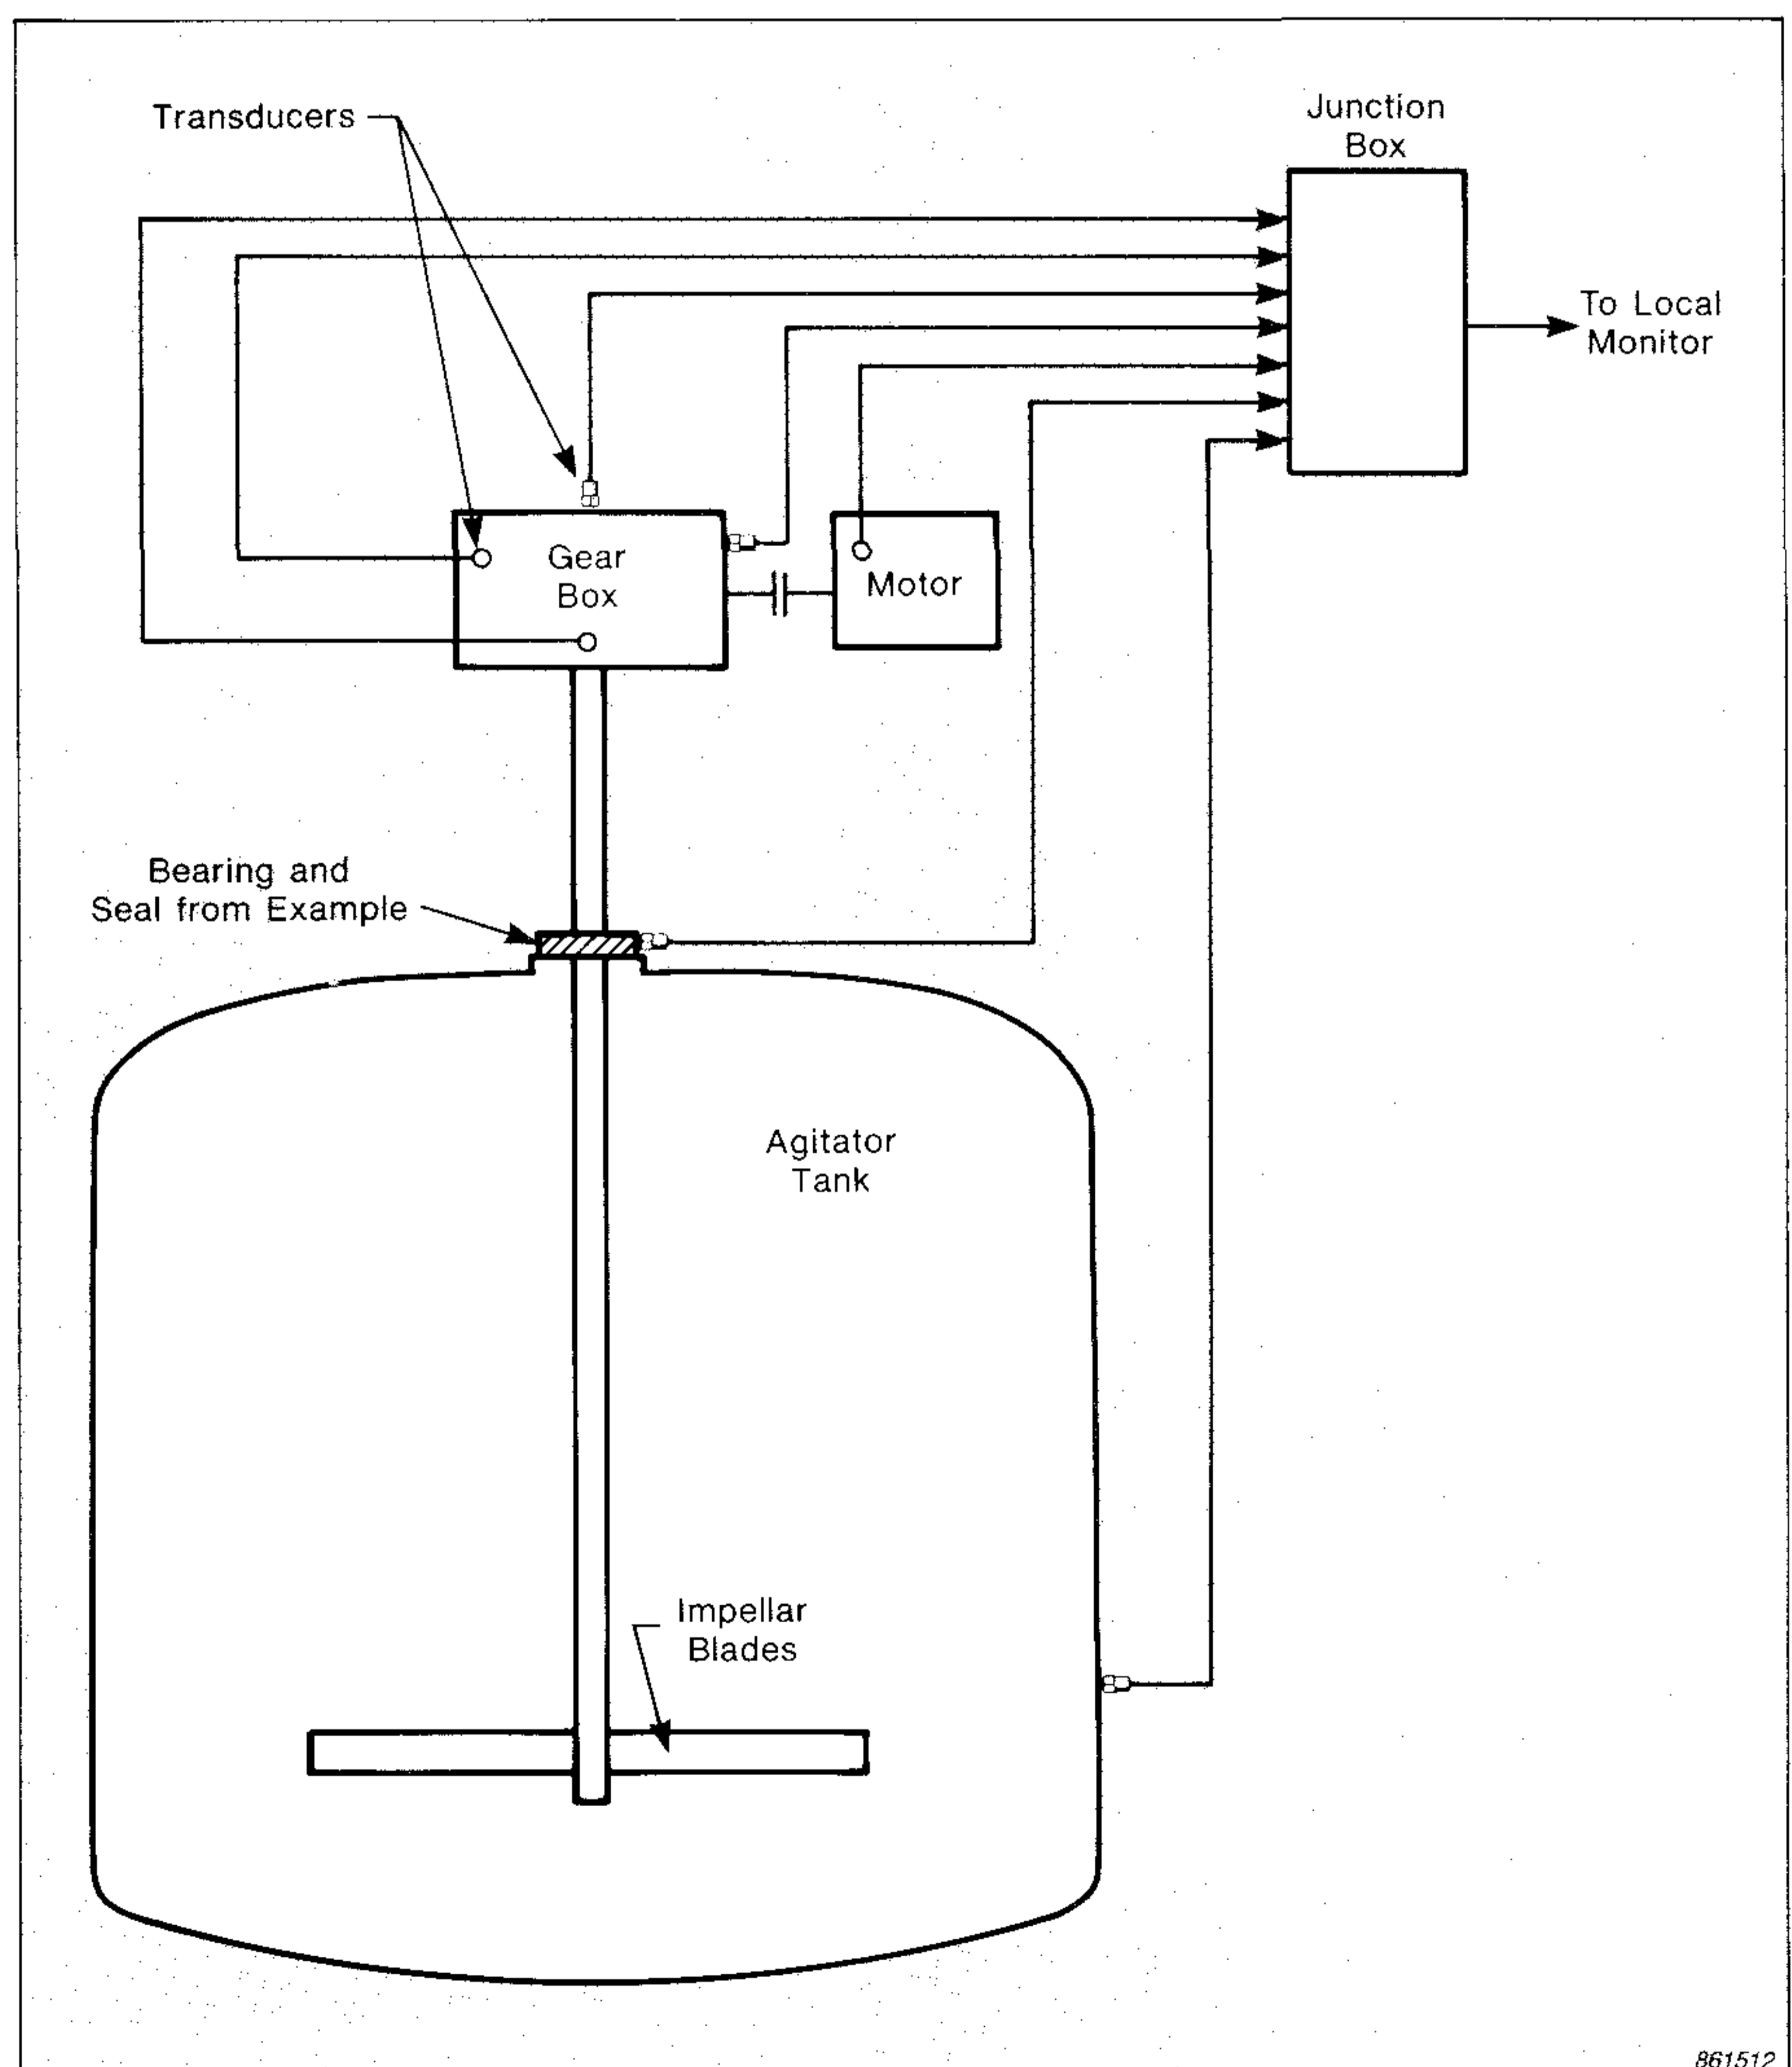 Transducers
Junction
Box
To Local
Monitor
Gear
Box
Motor
Bearing and
Seal from Example
Agitator
Tank
Impellar
Blades
861512